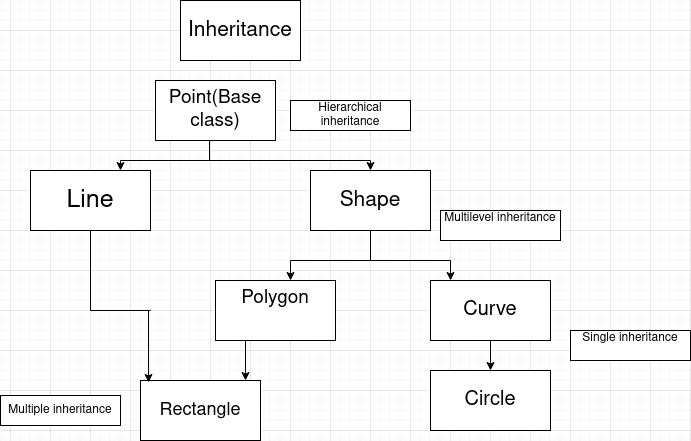 Inheritance
Point(Base
class)
Hierarchical
inheritance
Line
Shape
Multilevel inheritance
Polygon
Curve
Single inheritance
Multiple inheritance
Rectangle
Circle